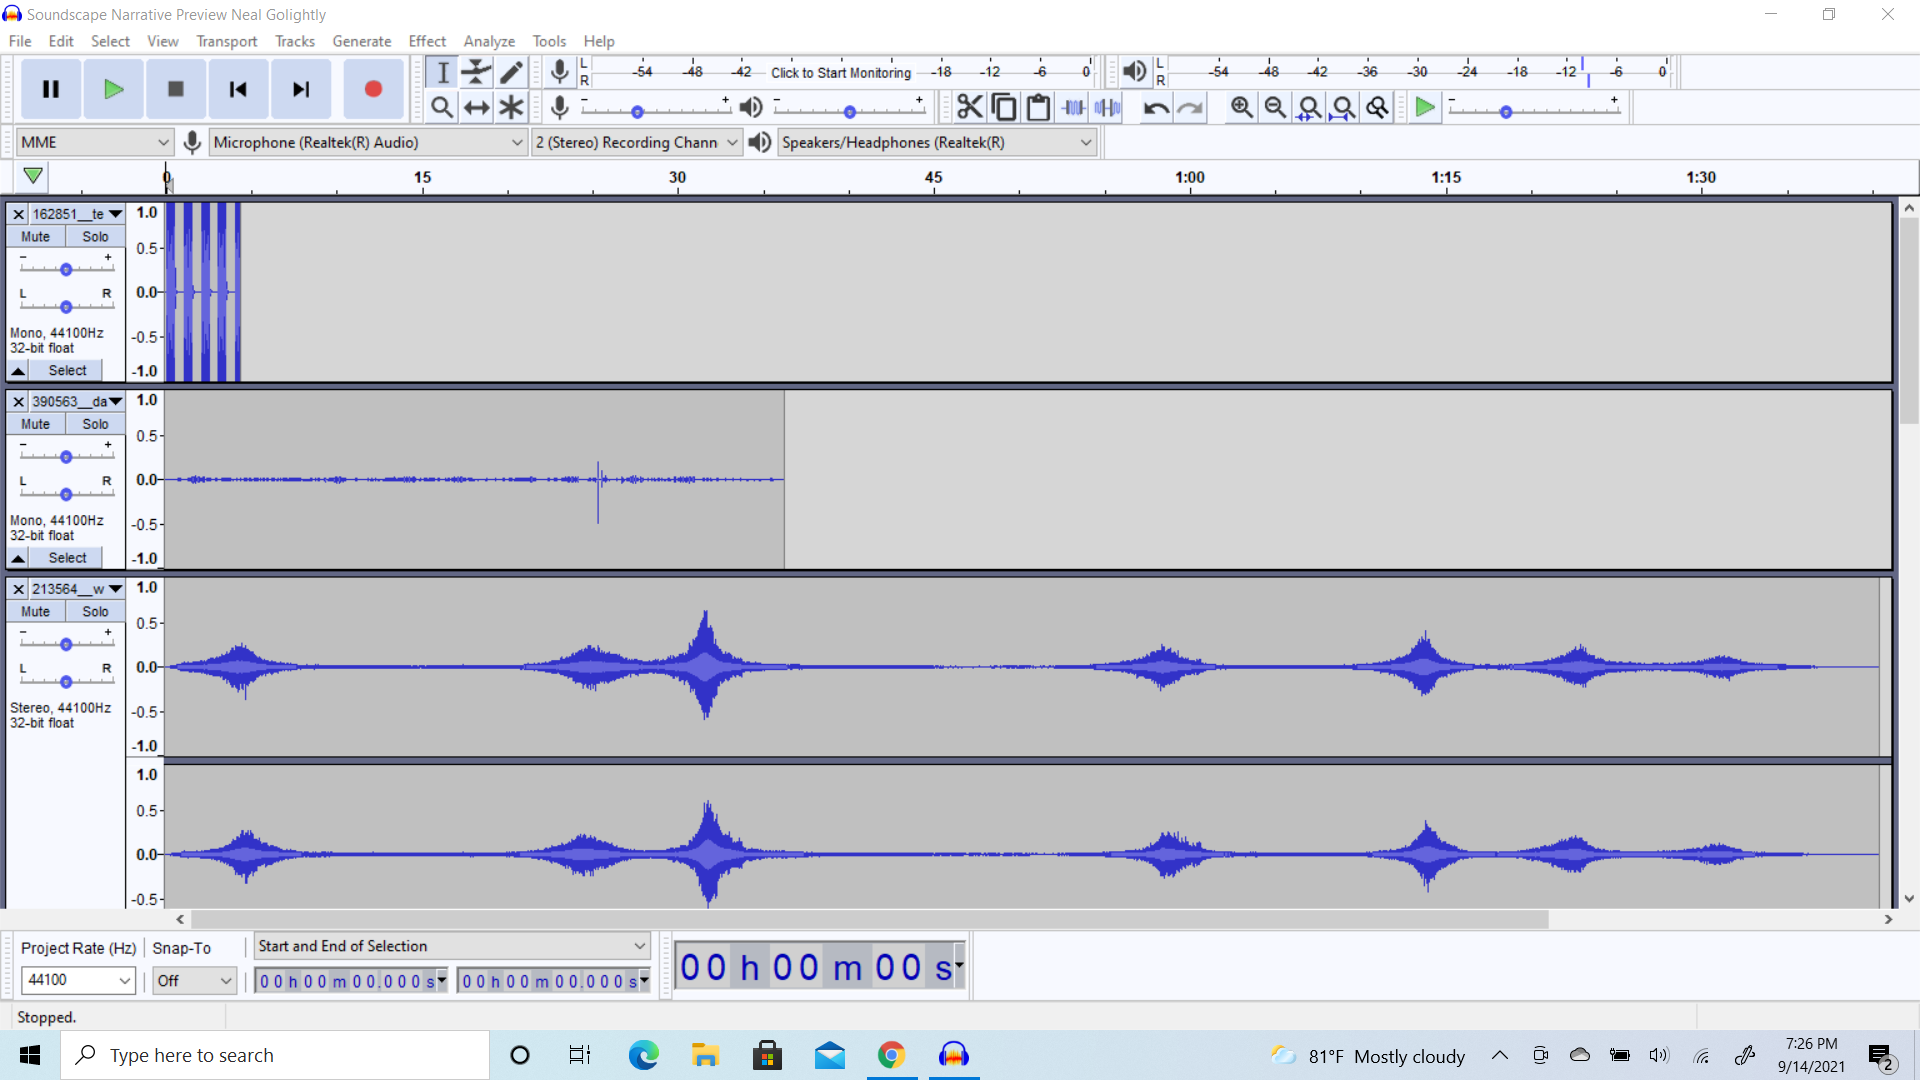 Soundscape Narrative Preview Neal Golightly
File Edit Select View Transport Tracks Generate Effect Analyze Tools Help
L R -54 -48 -42 Click to Start Monitoring -18 -12 -6 0 L R -54 -48 -42 -36 -30 -24 -18 -12 -6 0
- + - + - +
MME Microphone (Realtek(R) Audio) 2 (Stereo) Recording Chann Speakers/Headphones (Realtek(R)
0 15 30 45 1:00 1:15 1:30
162851__te 1.0
Mute Solo
0.5
- +
L R 0.0
Mono, 44100Hz
-0.5
32-bit float
Select -1.0
390563__da 1.0
Mute Solo
0.5
- +
L R 0.0
Mono, 44100Hz
-0.5
32-bit float
Select -1.0
213564__w 1.0
Mute Solo
0.5
- +
L R 0.0
Stereo, 44100Hz
-0.5
32-bit float
-1.0
1.0
0.5
0.0
-0.5
Project Rate (Hz) Snap-To Start and End of Selection
44100 Off 00 h 00 m 00.000 s 00 h 00 m 00.000 s 00 h 00 m 00 s
Stopped.
Type here to search 81°F Mostly cloudy 7:26 PM
9/14/2021 2